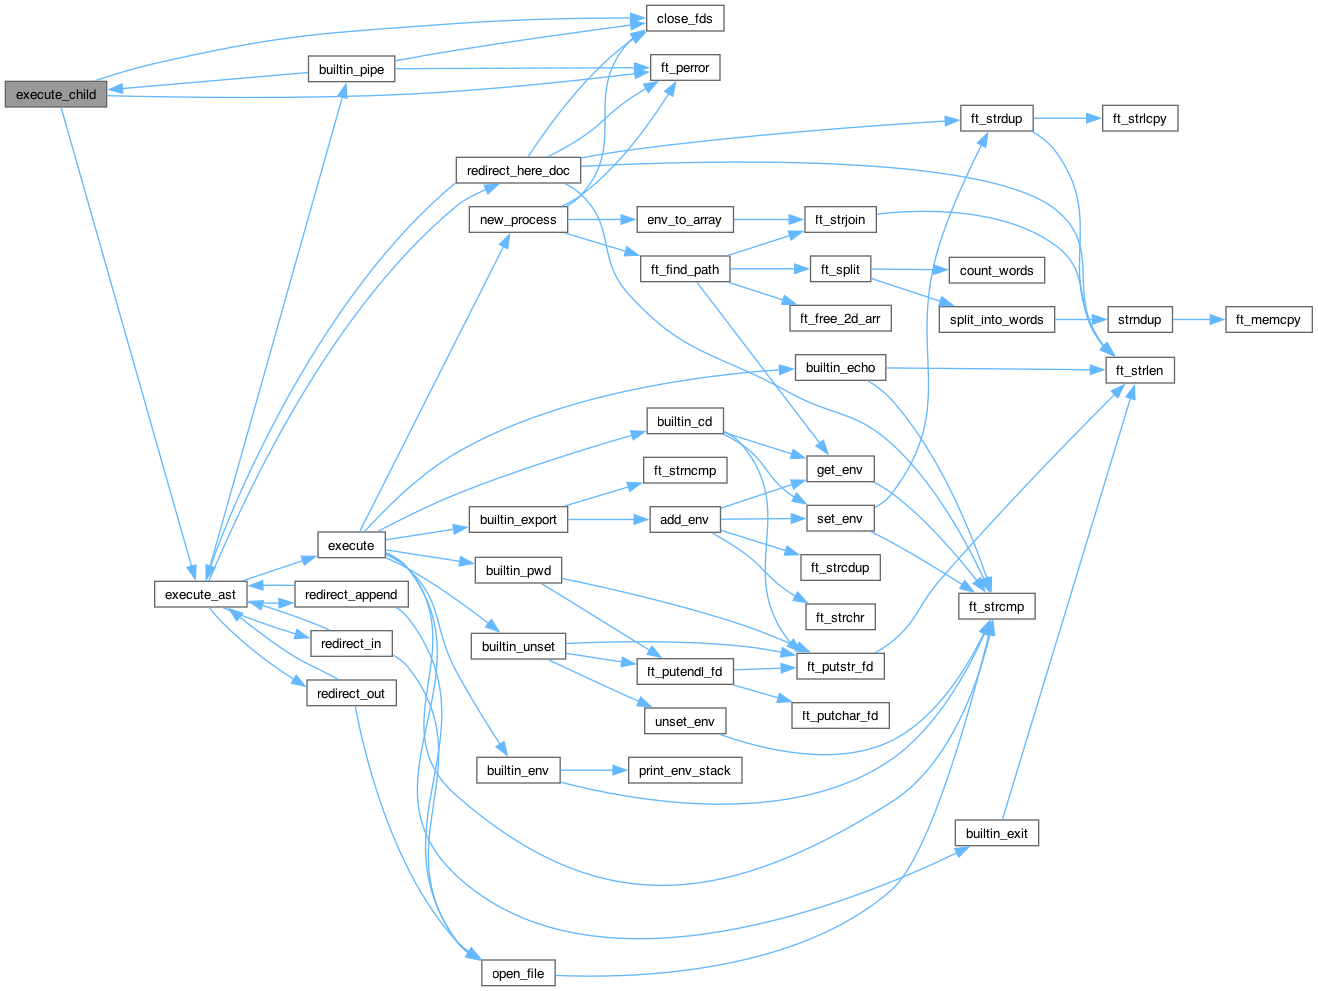 close_fds
ft_perror
builtin_pipe
execute_child
ft_strdup
ft_strlcpy
redirect_here_doc
new_process
env_to_array
ft_strjoin
ft_find_path
ft_split
count_words
ft_free_2d_arr
split_into_words
strndup
ft_memcpy
builtin_echo
ft_strlen
builtin_cd
ft_strncmp
get_env
builtin_export
add_env
set_env
execute
builtin_pwd
ft_strcdup
execute_ast
redirect_append
ft_strchr
ft_strcmp
redirect_in
builtin_unset
ft_putendl_fd
ft_putstr_fd
redirect_out
unset_env
ft_putchar_fd
builtin_env
print_env_stack
builtin_exit
open_file